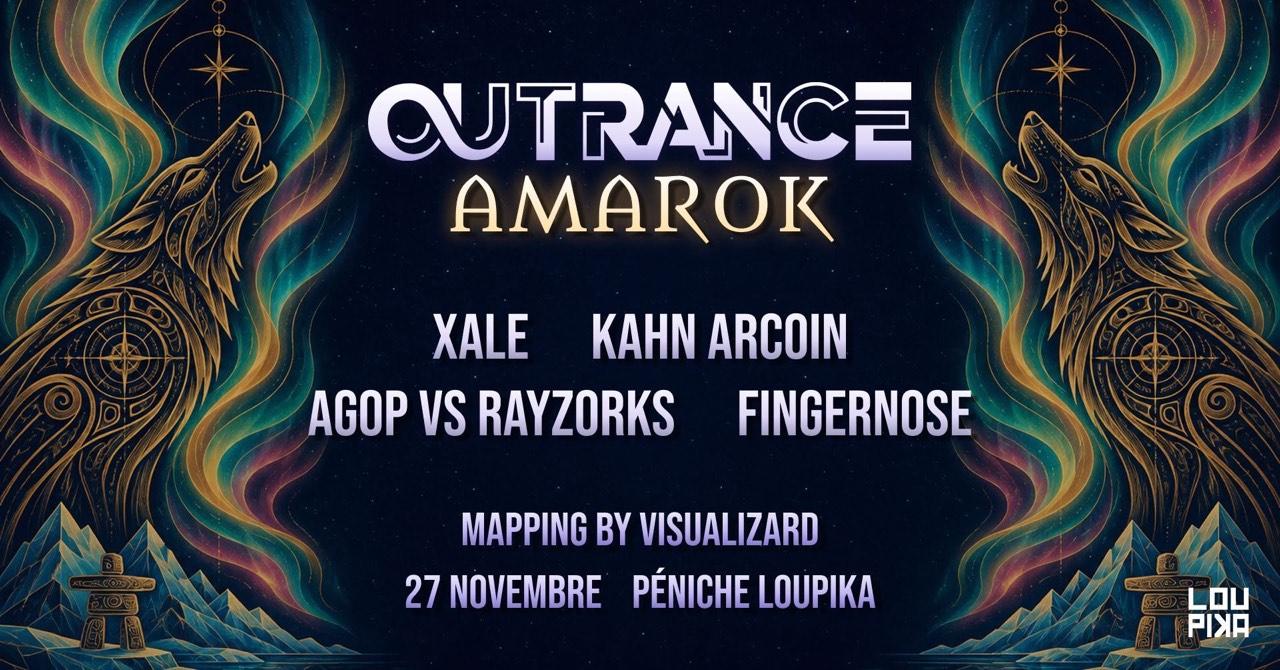 OUTRANCE
AMAROK
XALE KAHN ARCOIN
AGOP VS RAYZORKS FINGERNOSE
MAPPING BY VISUALIZARD
27 NOVEMBRE PÉNICHE LOUPIKA
LOU
PIKA